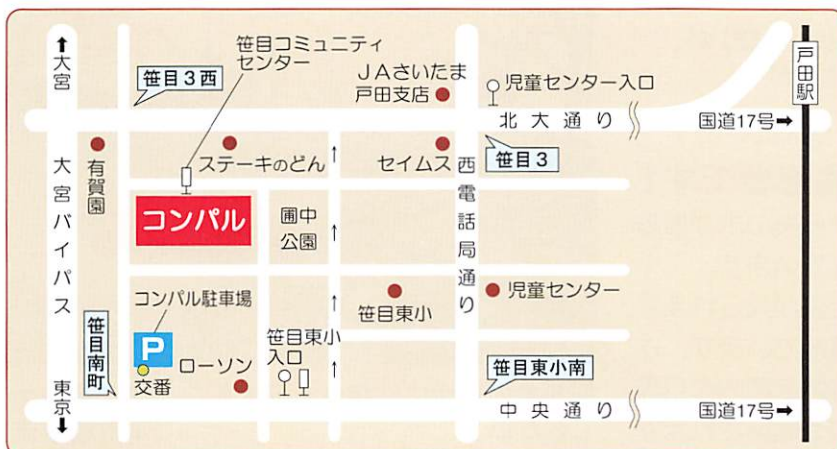 ↑
大宮
大宮バイパス
東京
↓
笹目3西
笹目コミュニティ
センター
JAさいたま
戸田支店
児童センター入口
戸田駅
北大通り
国道17号➡
有賀園
ステーキのどん
↑
セイムス
笹目3
西電話局通り
コンパル
圃中
公園
↑
コンパル駐車場
P
交番
笹目南町
ローソン
笹目東小
入口
↑
↑
笹目東小
児童センター
笹目東小南
中央通り
国道17号➡